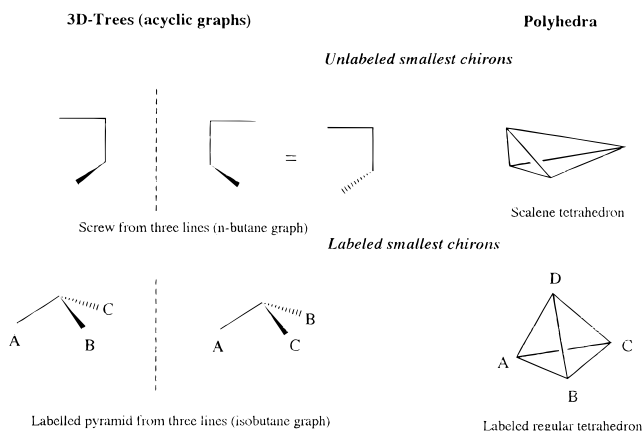 3D-Trees (acyclic graphs)
Polyhedra
Unlabeled smallest chirons
=
Screw from three lines (n-butane graph)
Scalene tetrahedron
Labeled smallest chirons
A
B
C
A
B
C
D
A
B
C
Labelled pyramid from three lines (isobutane graph)
Labeled regular tetrahedron